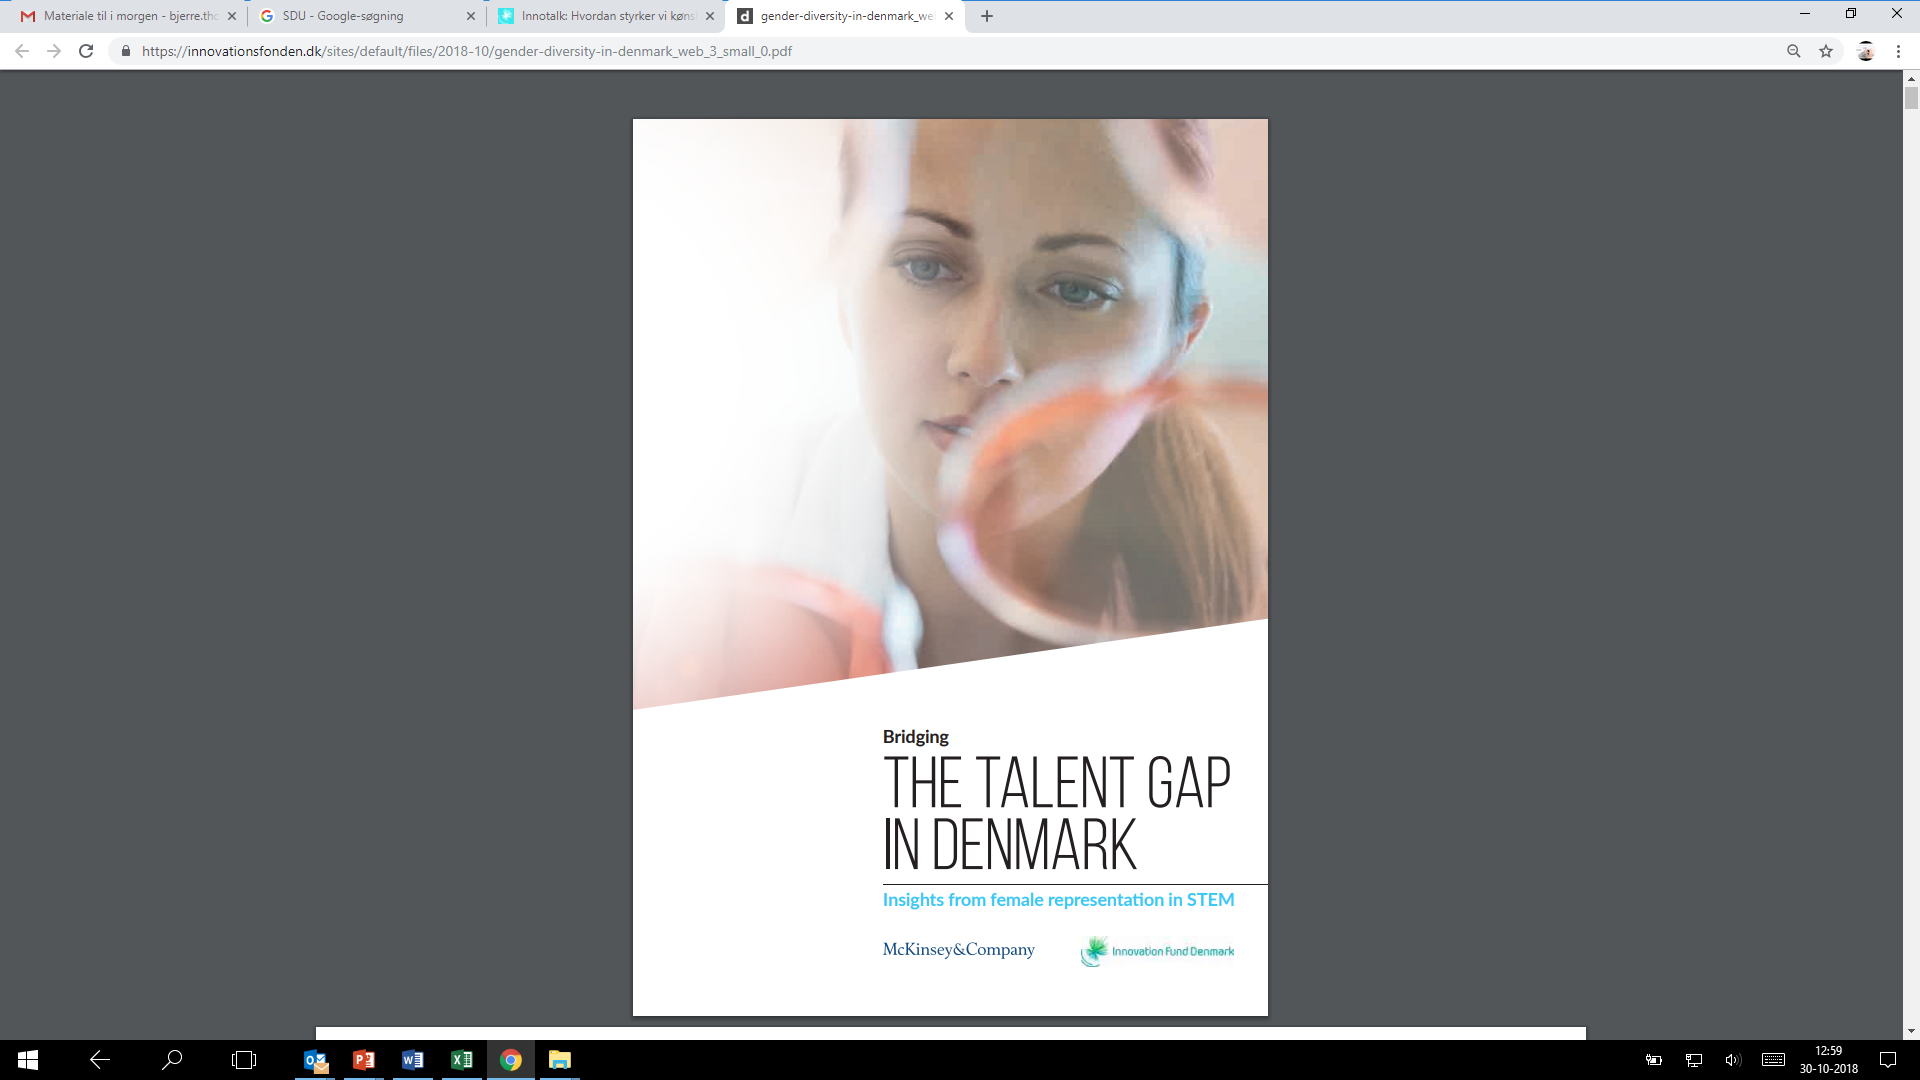 Materiale til i morgen - bjerre.tho
SDU - Google-søgning
Innotalk: Hvordan styrker vi køns
gender-diversity-in-denmark_we
https://innovationsfonden.dk/sites/default/files/2018-10/gender-diversity-in-denmark_web_3_small_0.pdf
Bridging
THE TALENT GAP
IN DENMARK
Insights from female representation in STEM
McKinsey&Company
Innovation Fund Denmark
12:59
30-10-2018